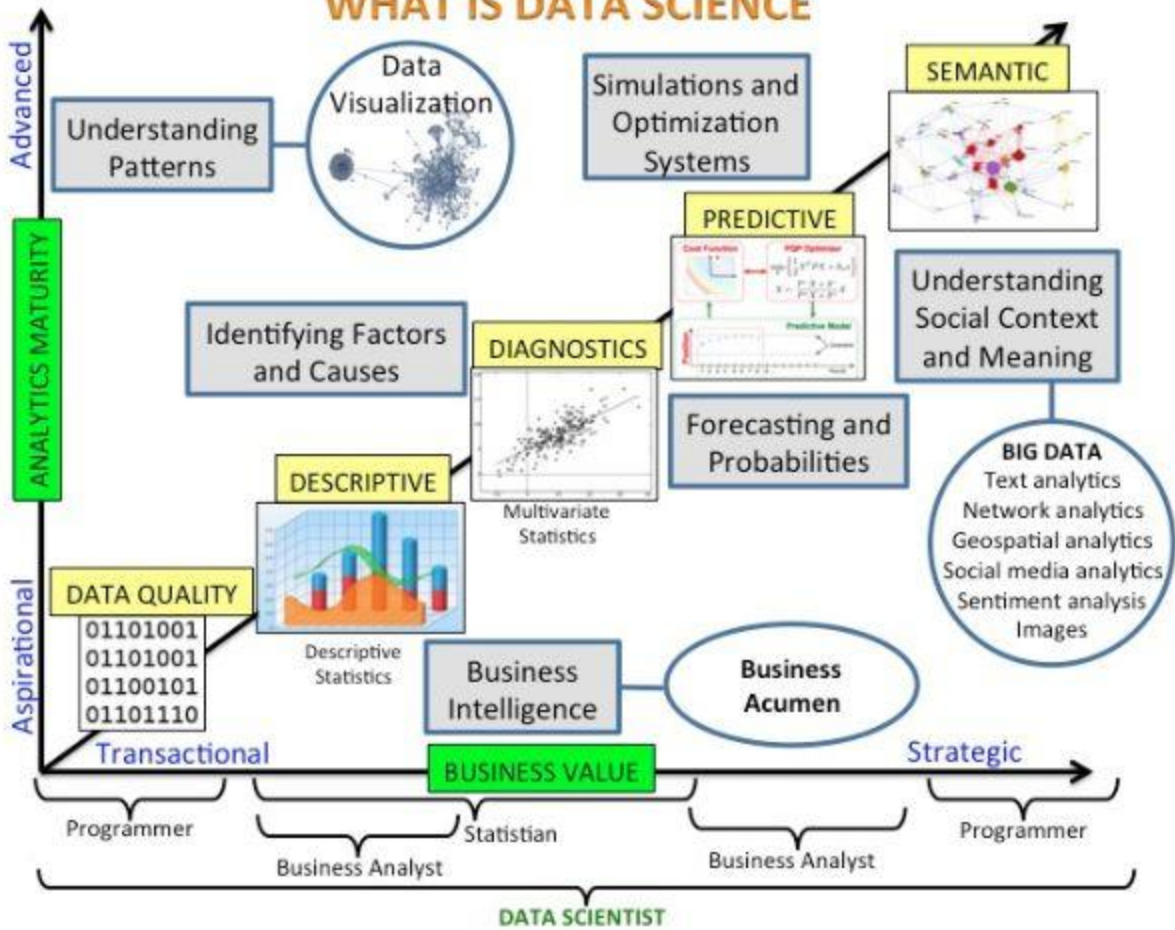 WHAT IS DATA SCIENCE
Advanced
Understanding
Patterns
Data
Visualization
Simulations and
Optimization
Systems
SEMANTIC
PREDICTIVE
Cost Function
Predictive Model
Understanding
Social Context
and Meaning
ANALYTICS MATURITY
Identifying Factors
and Causes
DIAGNOSTICS
Multivariate
Statistics
Forecasting and
Probabilities
BIG DATA
Text analytics
Network analytics
Geospatial analytics
Social media analytics
Sentiment analysis
Images
DESCRIPTIVE
Descriptive
Statistics
DATA QUALITY
01101001
01101001
01100101
01101110
Aspirational
Business
Intelligence
Business
Acumen
Transactional
BUSINESS VALUE
Strategic
Programmer
Statistian
Business Analyst
Business Analyst
Programmer
DATA SCIENTIST